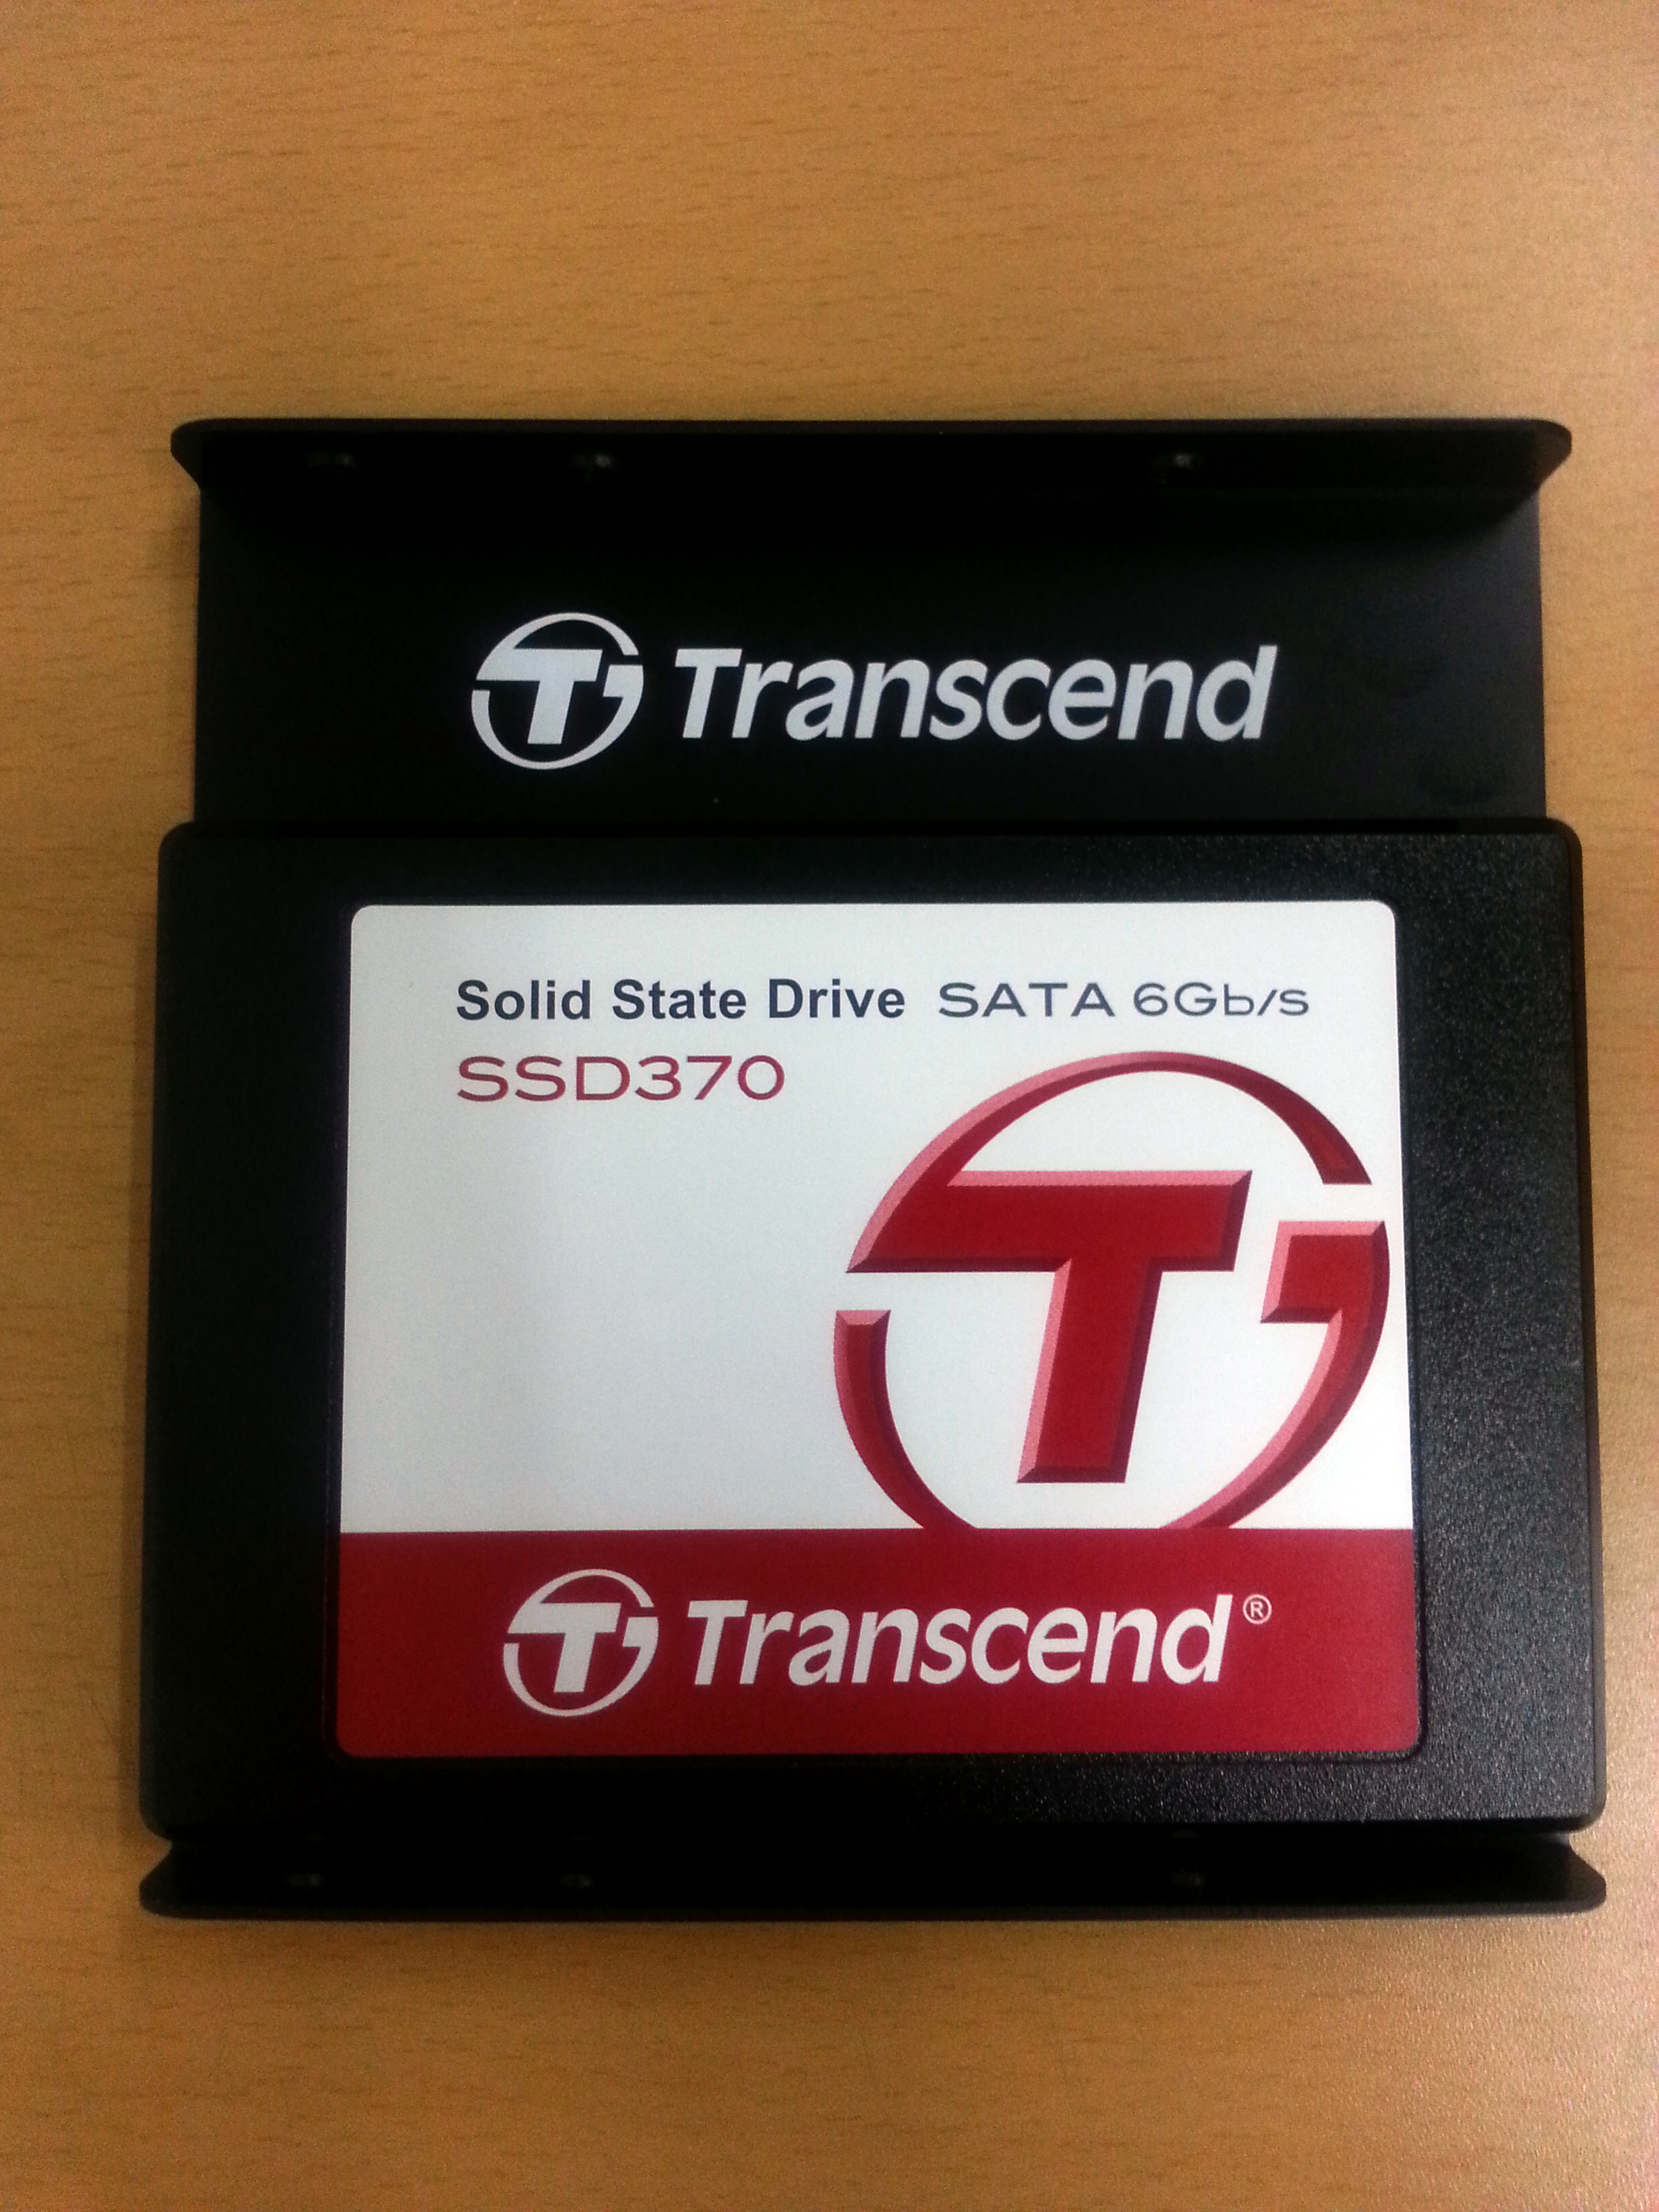 Transcend
Solid State Drive SATA 6Gb/s
SSD370
Transcend®